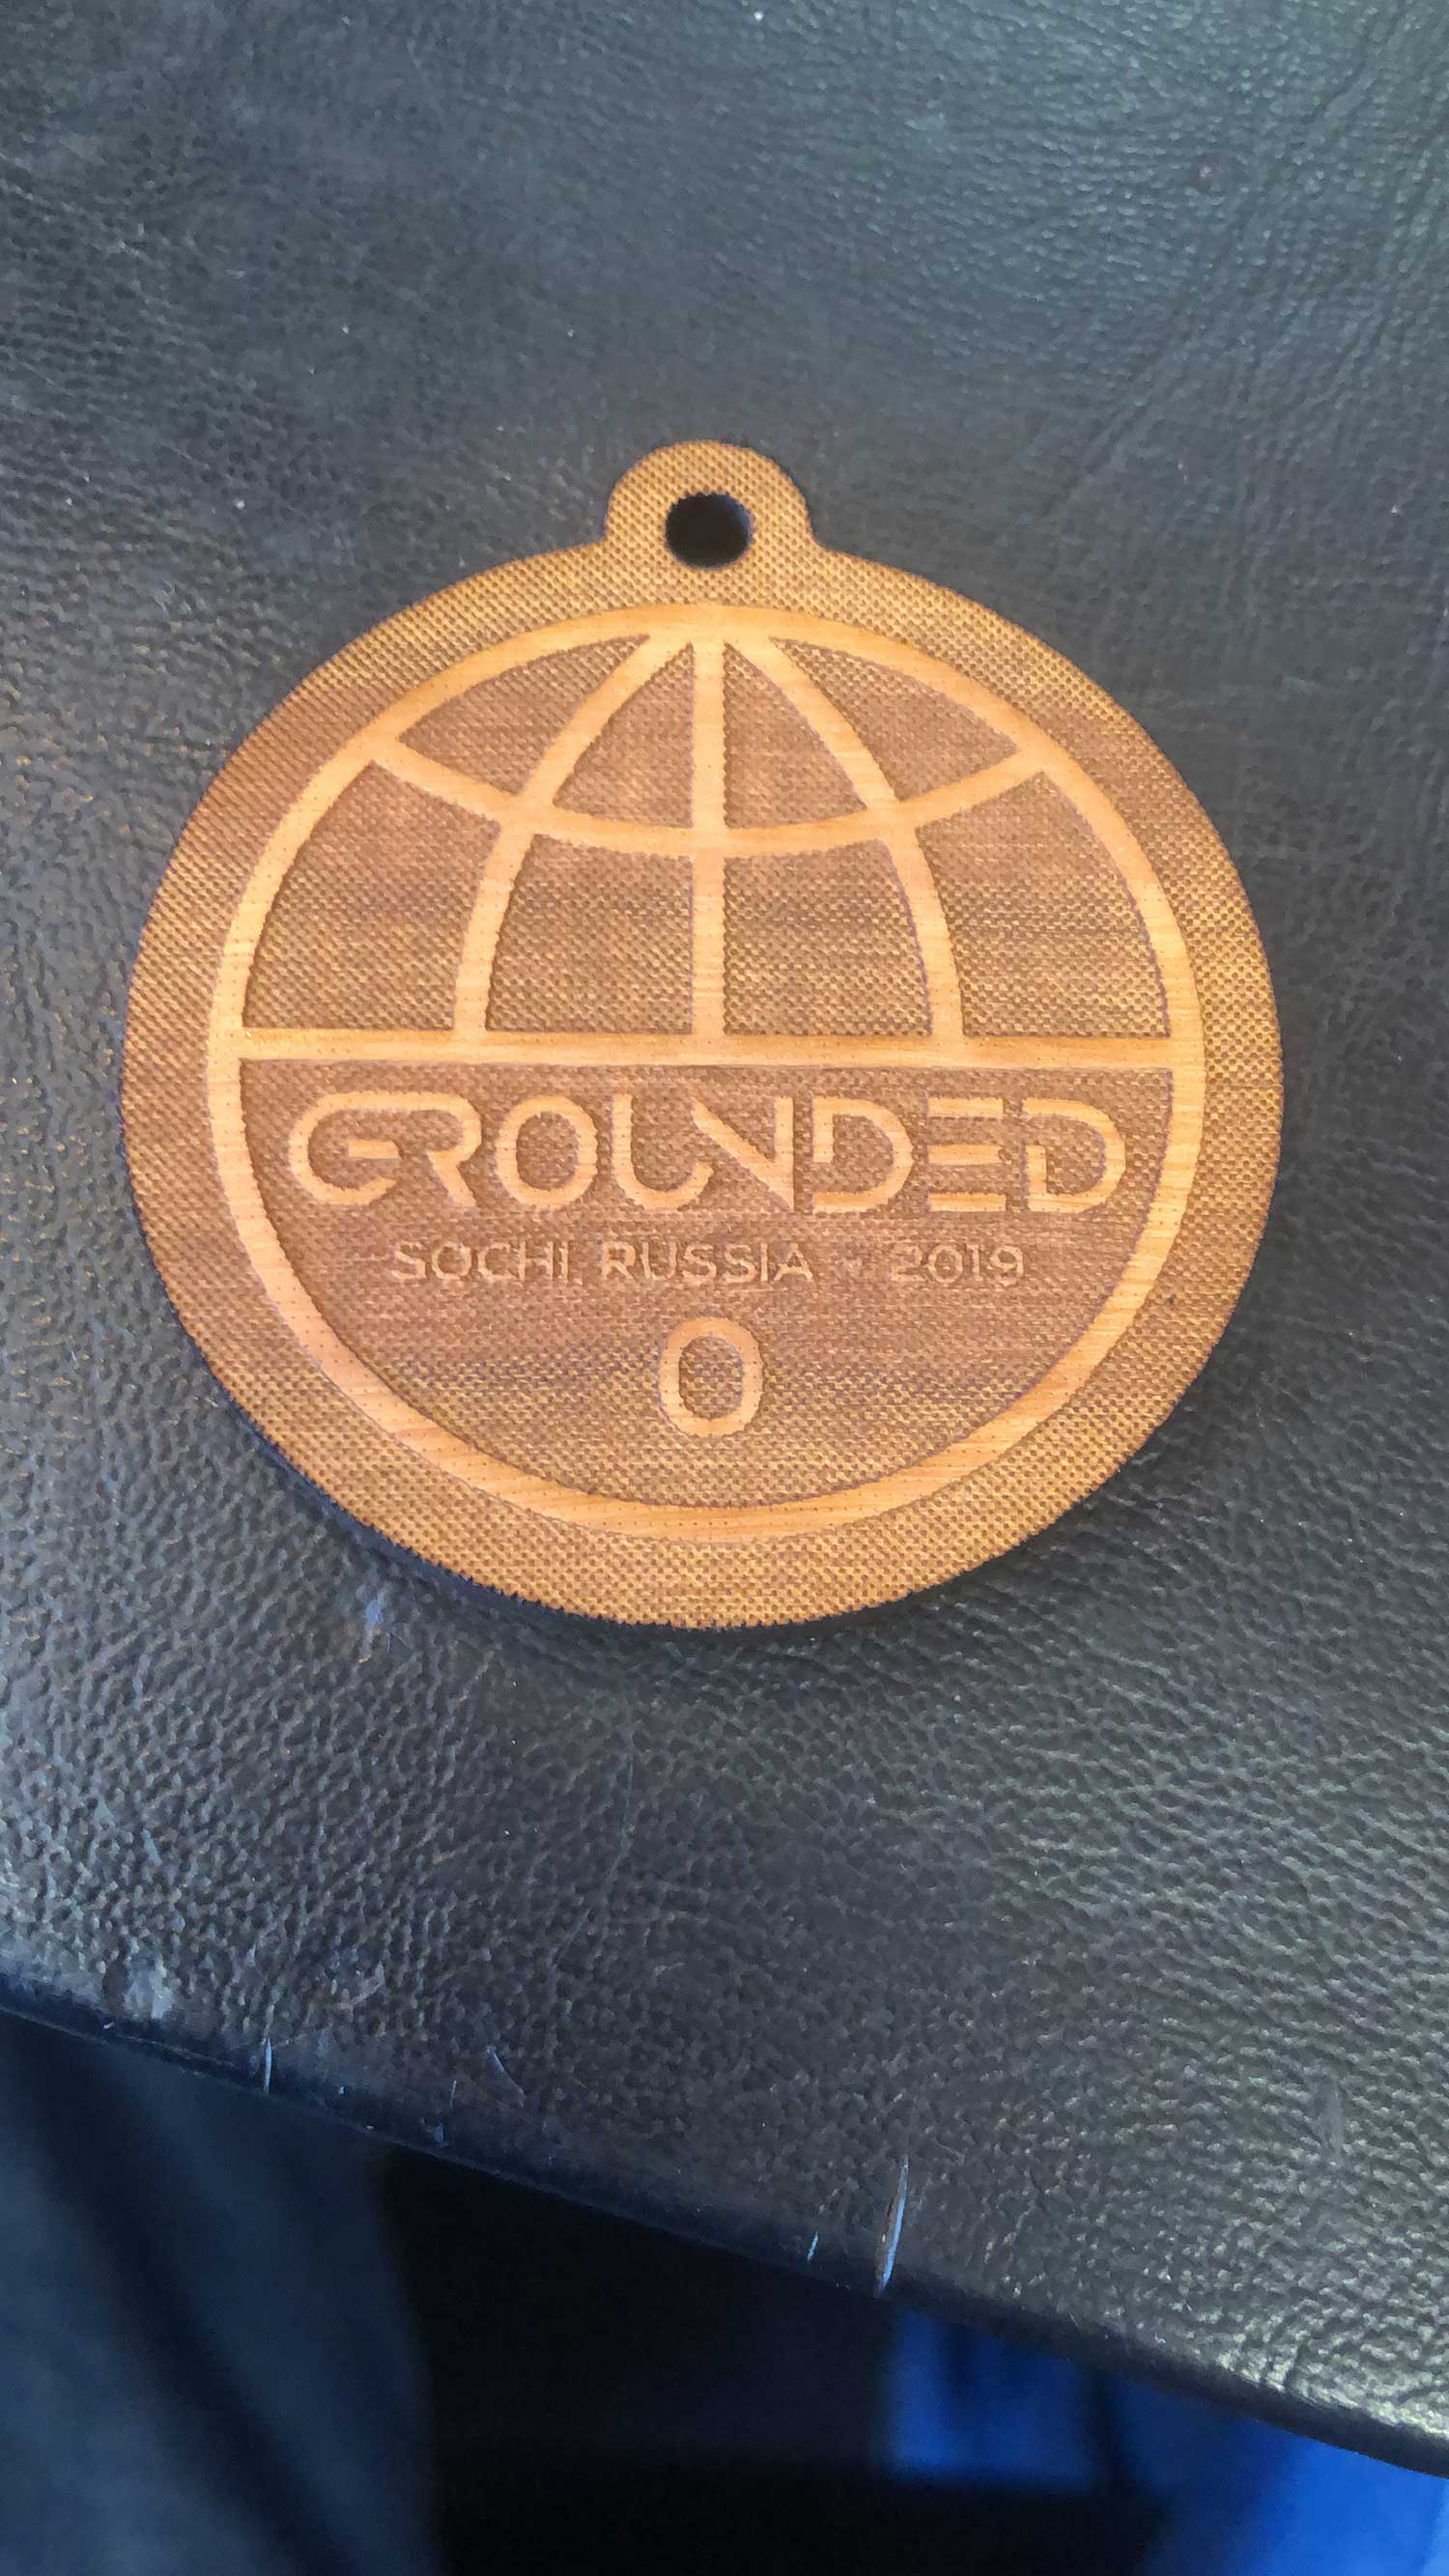 GROUNDED
SOCHI, RUSSIA - 2019
0